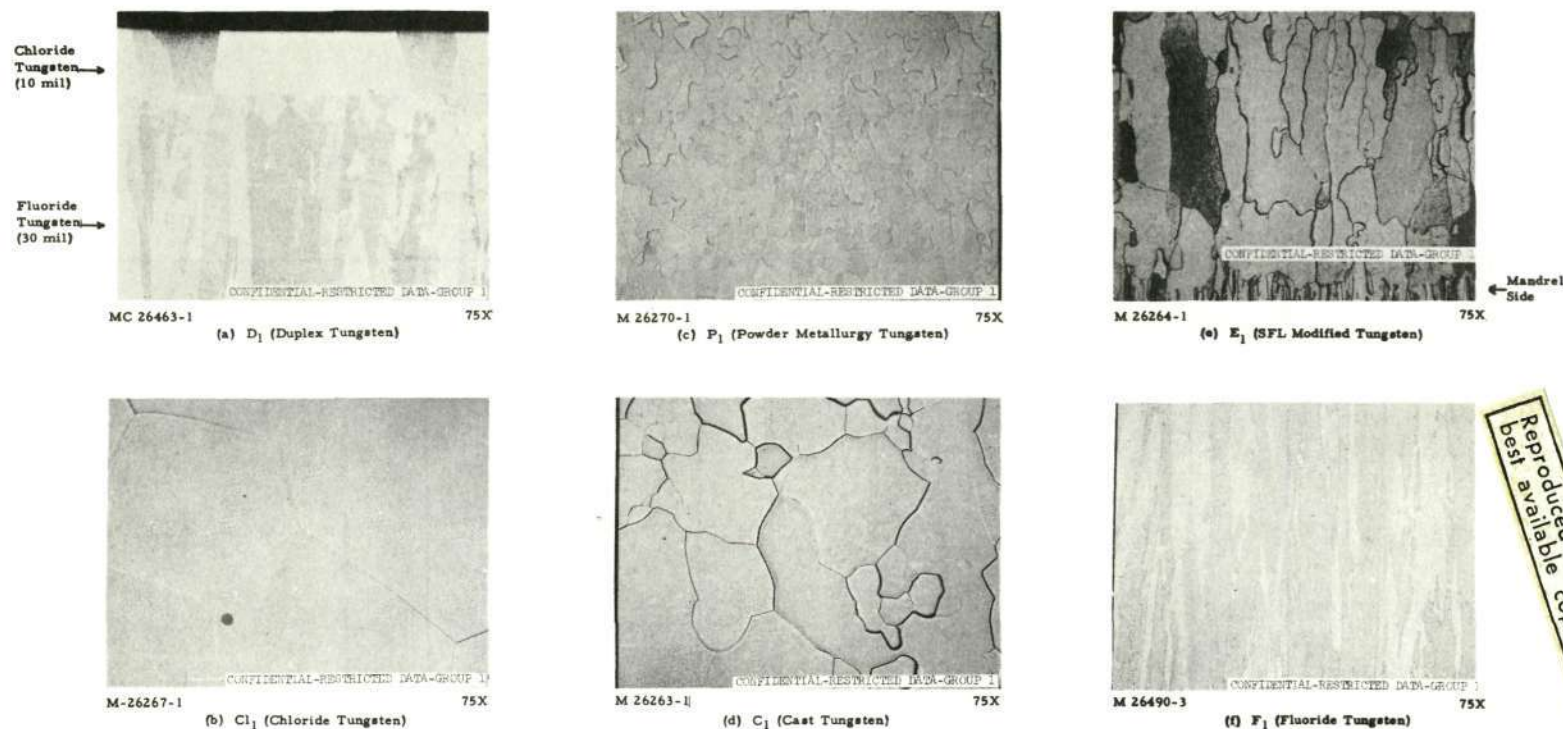 Chloride
Tungsten
(10 mil)
Fluoride
Tungsten
(30 mil)
CONFIDENTIAL-RESTRICTED DATA-GROUP 1
MC 26463-1 75X
(a) D1 (Duplex Tungsten)
CONFIDENTIAL-RESTRICTED DATA-GROUP 1
M 26270-1 75X
(c) P1 (Powder Metallurgy Tungsten)
CONFIDENTIAL-RESTRICTED DATA-GROUP 1
Mandrel
Side
M 26264-1 75X
(e) E1 (SFL Modified Tungsten)
CONFIDENTIAL-RESTRICTED DATA-GROUP 1
M-26267-1 75X
(b) Cl1 (Chloride Tungsten)
CONFIDENTIAL-RESTRICTED DATA-GROUP 1
M 26263-1 75X
(d) C1 (Cast Tungsten)
CONFIDENTIAL-RESTRICTED DATA-GROUP 1
M 26490-3 75X
(f) F1 (Fluoride Tungsten)
Reproduced
best available